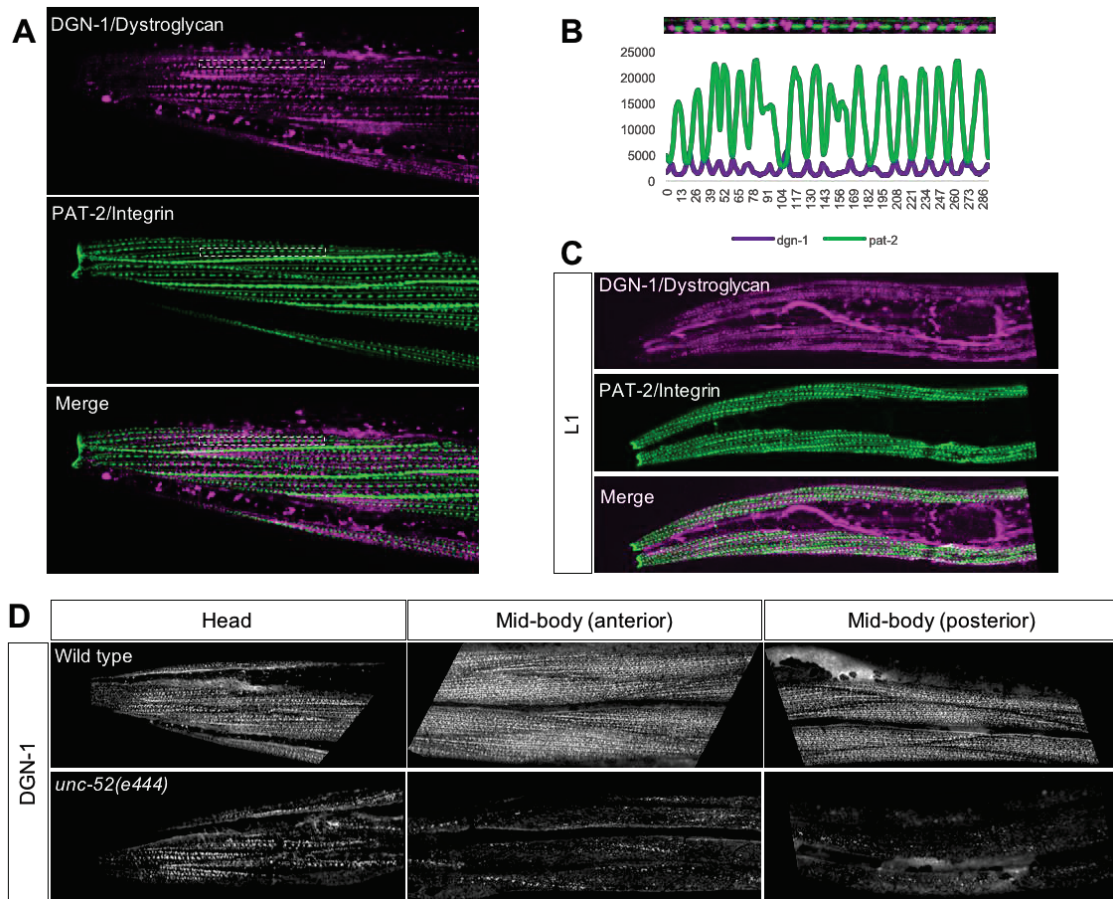 A
DGN-1/Dystroglycan
PAT-2/Integrin
Merge
B
25000
20000
15000
10000
5000
0
0 13 26 39 52 65 78 91 104 117 130 143 156 169 182 195 208 221 234 247 260 273 286
dgn-1 pat-2
C
L1
DGN-1/Dystroglycan
PAT-2/Integrin
Merge
D
Head Mid-body (anterior) Mid-body (posterior)
DGN-1
Wild type
unc-52(e444)